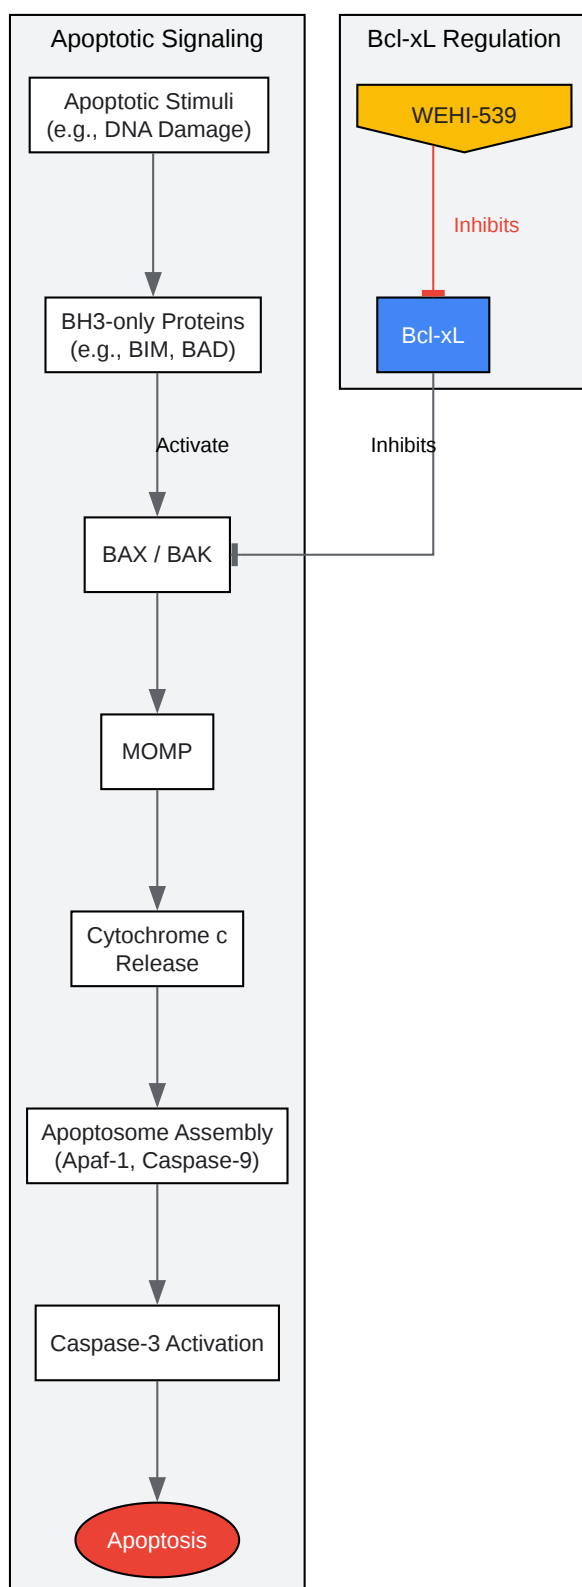 Apoptotic Signaling
Apoptotic Stimuli
(e.g., DNA Damage)
BH3-only Proteins
(e.g., BIM, BAD)
Activate
BAX / BAK
MOMP
Cytochrome c
Release
Apoptosome Assembly
(Apaf-1, Caspase-9)
Caspase-3 Activation
Apoptosis
Bcl-xL Regulation
WEHI-539
Inhibits
Bcl-xL
Inhibits